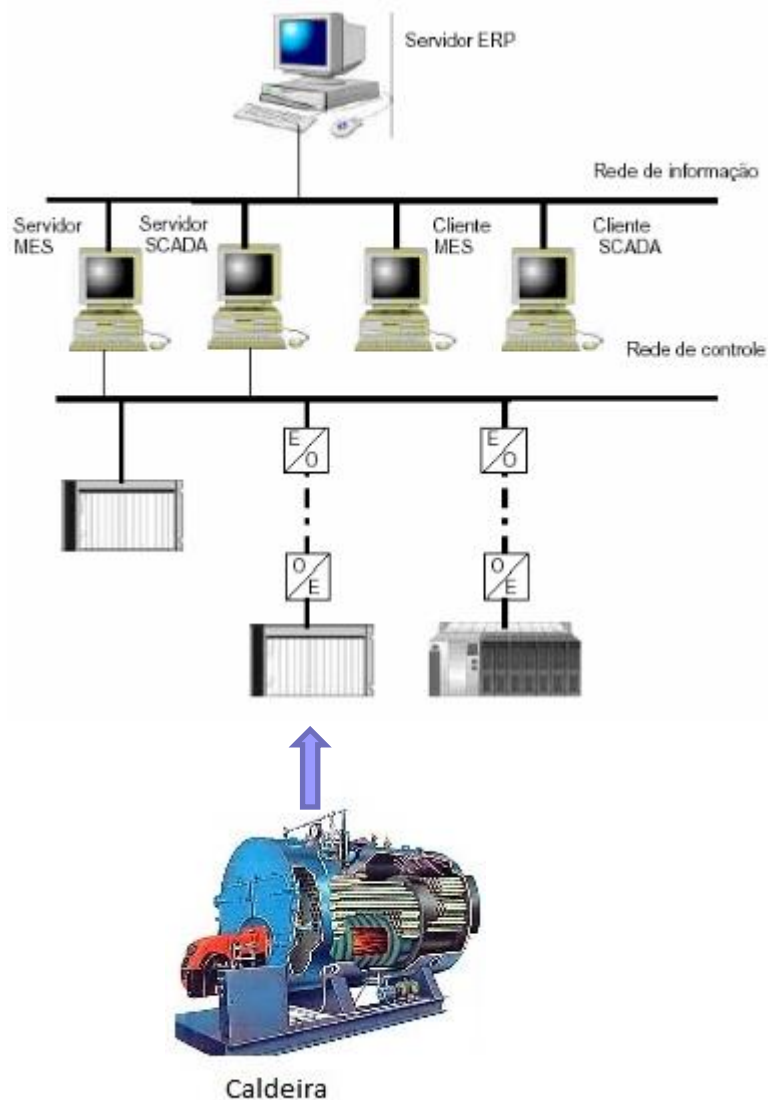 Servidor ERP
Rede de informação
Servidor
MES
Servidor
SCADA
Cliente
MES
Cliente
SCADA
Rede de controle
E
O
E
O
O
E
O
E
Caldeira